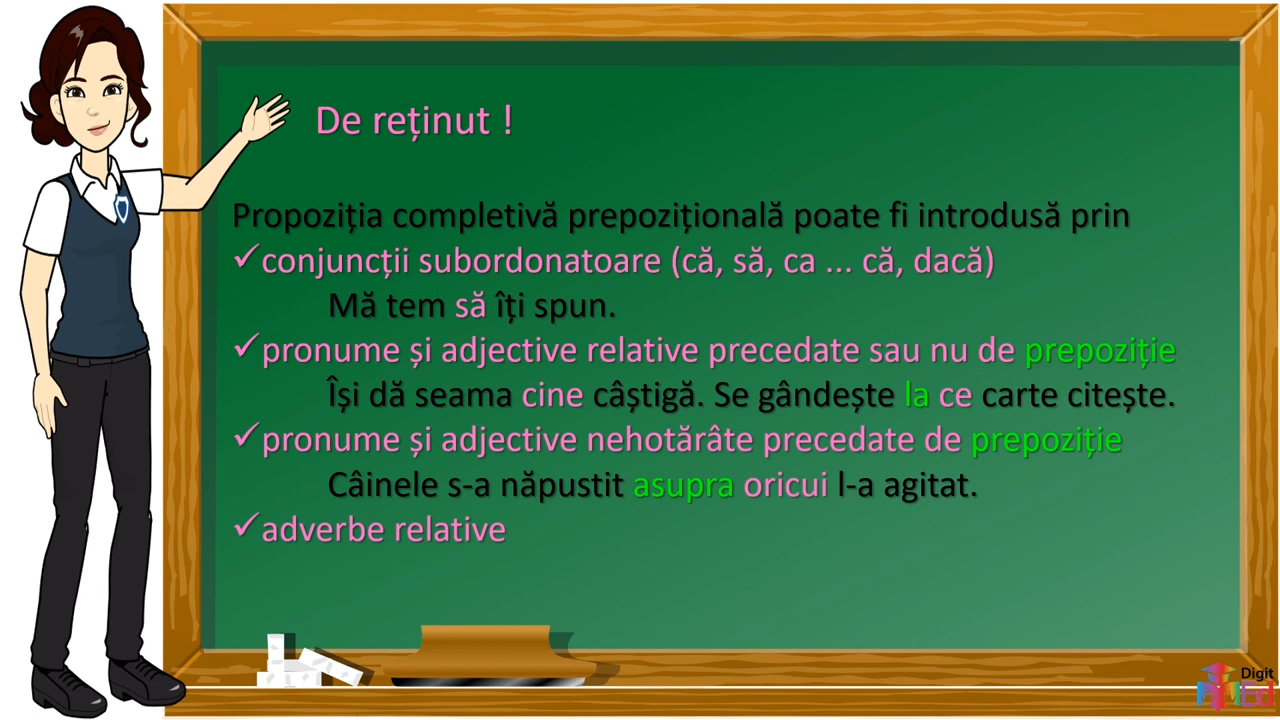 De reținut !
Propoziția completivă prepozițională poate fi introdusă prin
✓conjuncții subordonatoare (că, să, ca ... că, dacă)
Mă tem să îți spun.
✓pronume și adjective relative precedate sau nu de prepoziție
Își dă seama cine câștigă. Se gândește la ce carte citește.
✓pronume și adjective nehotărâte precedate de prepoziție
Câinele s-a năpustit asupra oricui l-a agitat.
✓adverbe relative
Digit